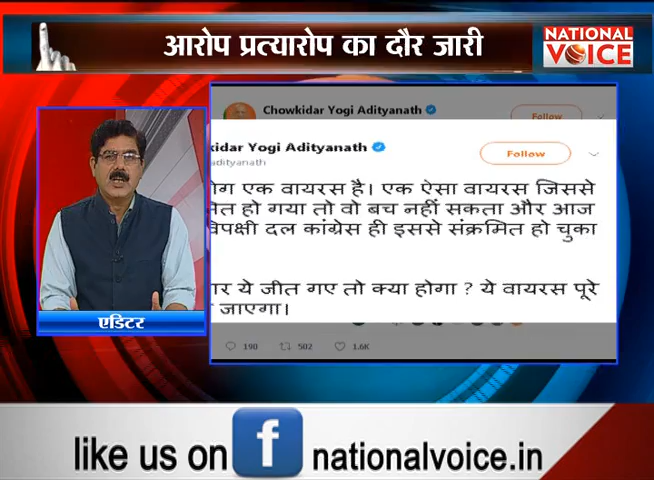 आरोप प्रत्यारोप का दौर जारी
NATIONAL
VOICE
Chowkidar Yogi Adityanath
Follow
kidar Yogi Adityanath
adityanath
Follow
एक वायरस है। एक ऐसा वायरस जिससे
हो गया तो वो बच नहीं सकता और आज
दल कांग्रेस ही इससे संक्रमित हो चुका
ये जीत गए तो क्या होगा ? ये वायरस पूरे
जाएगा।
190 502 1.6K
एडिटर
like us on f nationalvoice.in